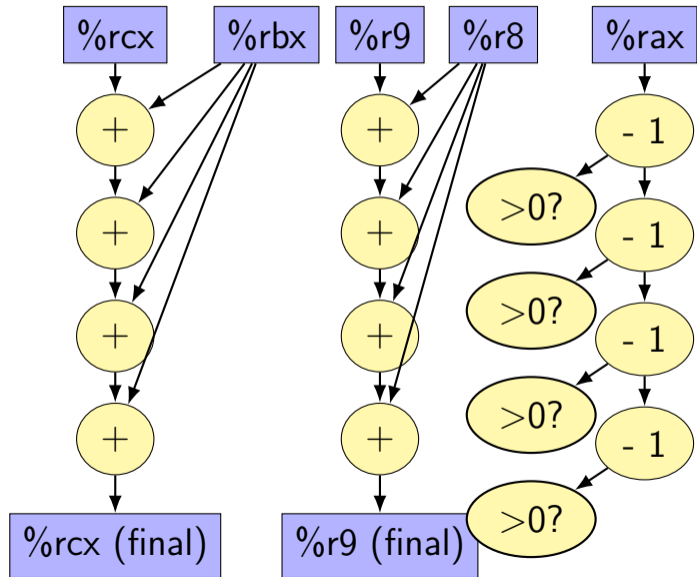 %rcx %rbx %r9 %r8 %rax
+ + - 1
>0?
+ + - 1
>0?
+ + - 1
>0?
+ + - 1
>0?
%rcx (final) %r9 (final)